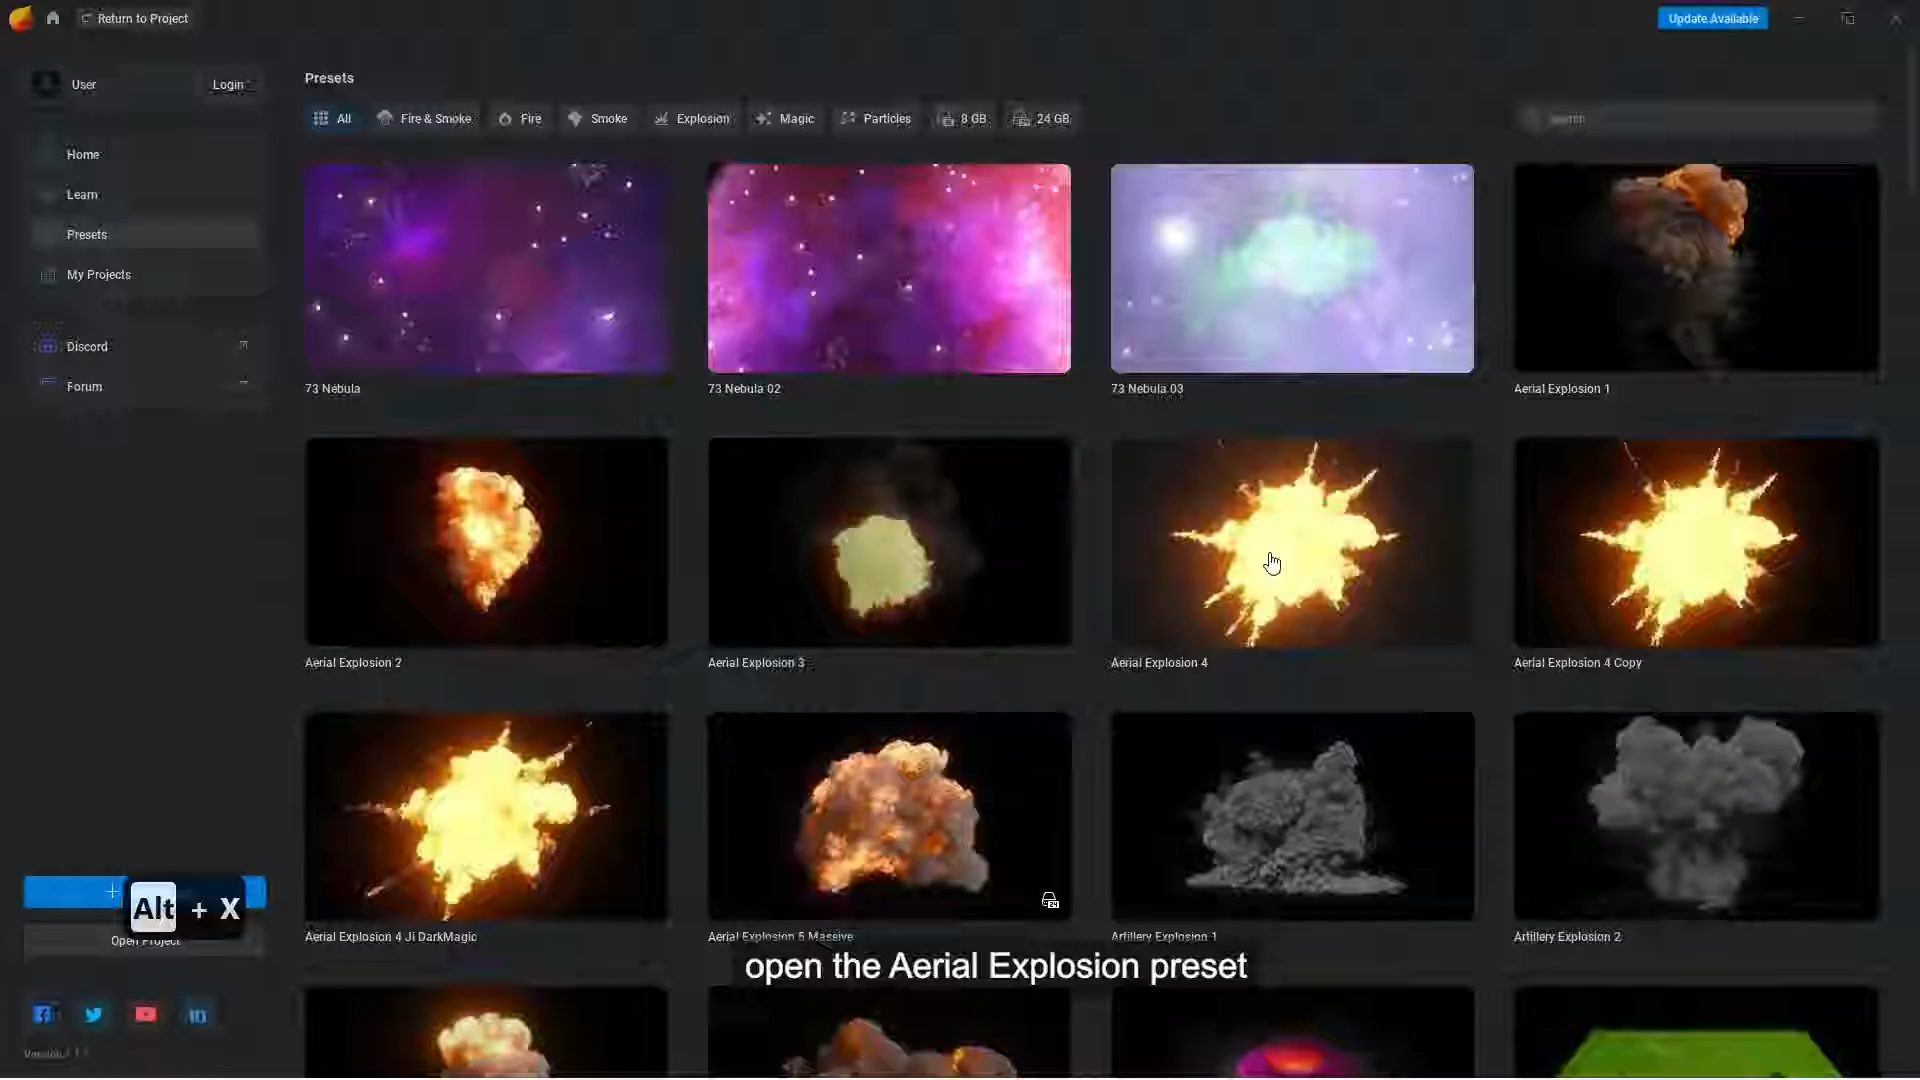 Return to Project
Update Available
User
Login
Presets
All
Fire & Smoke
Fire
Smoke
Explosion
Magic
Particles
8 GB
24 GB
Search
Home
Learn
Presets
My Projects
Discord
Forum
73 Nebula
73 Nebula 02
73 Nebula 03
Aerial Explosion 1
Aerial Explosion 2
Aerial Explosion 3
Aerial Explosion 4
Aerial Explosion 4 Copy
Aerial Explosion 4 Ji DarkMagic
Aerial Explosion 5 Massive
Artillery Explosion 1
Artillery Explosion 2
Alt + X
Open Project
open the Aerial Explosion preset